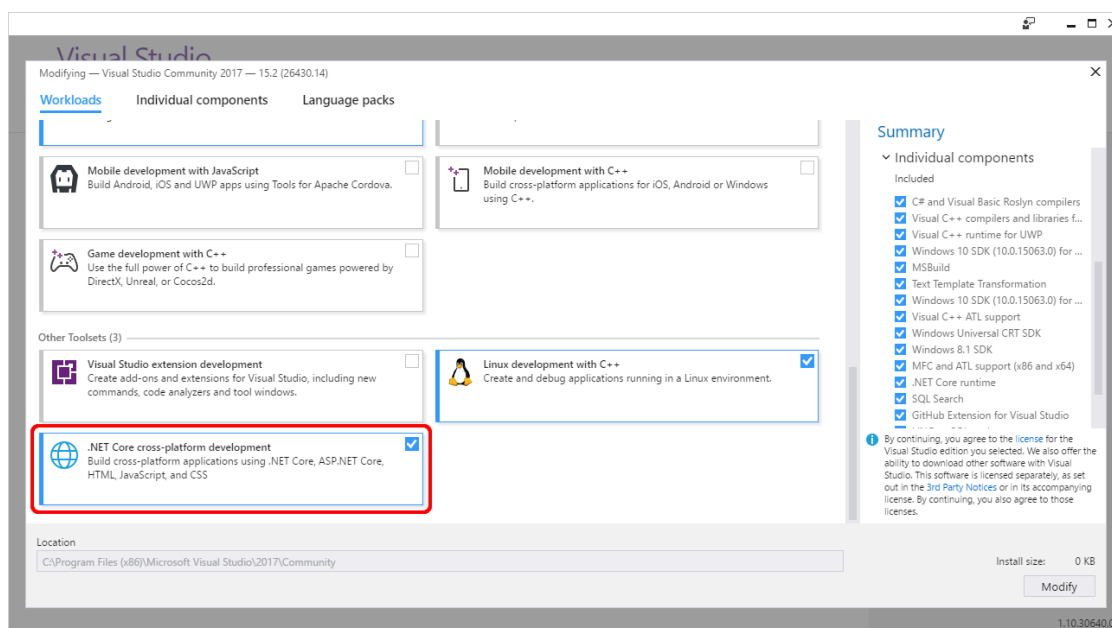 Visual Studio
Modifying — Visual Studio Community 2017 — 15.2 (26430.14)
Workloads
Individual components
Language packs
Mobile development with JavaScript
Build Android, iOS and UWP apps using Tools for Apache Cordova.
Mobile development with C++
Build cross-platform applications for iOS, Android or Windows
using C++.
Game development with C++
Use the full power of C++ to build professional games powered by
DirectX, Unreal, or Cocos2d.
Other Toolsets (3)
Visual Studio extension development
Create add-ons and extensions for Visual Studio, including new
commands, code analyzers and tool windows.
Linux development with C++
Create and debug applications running in a Linux environment.
.NET Core cross-platform development
Build cross-platform applications using .NET Core, ASP.NET Core,
HTML, JavaScript, and CSS
Summary
Individual components
Included
C# and Visual Basic Roslyn compilers
Visual C++ compilers and libraries f...
Visual C++ runtime for UWP
Windows 10 SDK (10.0.15063.0) for ...
MSBuild
Text Template Transformation
Windows 10 SDK (10.0.15063.0) for ...
Visual C++ ATL support
Windows Universal CRT SDK
Windows 8.1 SDK
MFC and ATL support (x86 and x64)
.NET Core runtime
SQL Search
GitHub Extension for Visual Studio
By continuing, you agree to the license for the
Visual Studio edition you selected. We also offer the
ability to download other software with Visual
Studio. This software is licensed separately, as set
out in the 3rd Party Notices or in its accompanying
license. By continuing, you also agree to those
licenses.
Location
C:\Program Files (x86)\Microsoft Visual Studio\2017\Community
Install size: 0 KB
Modify